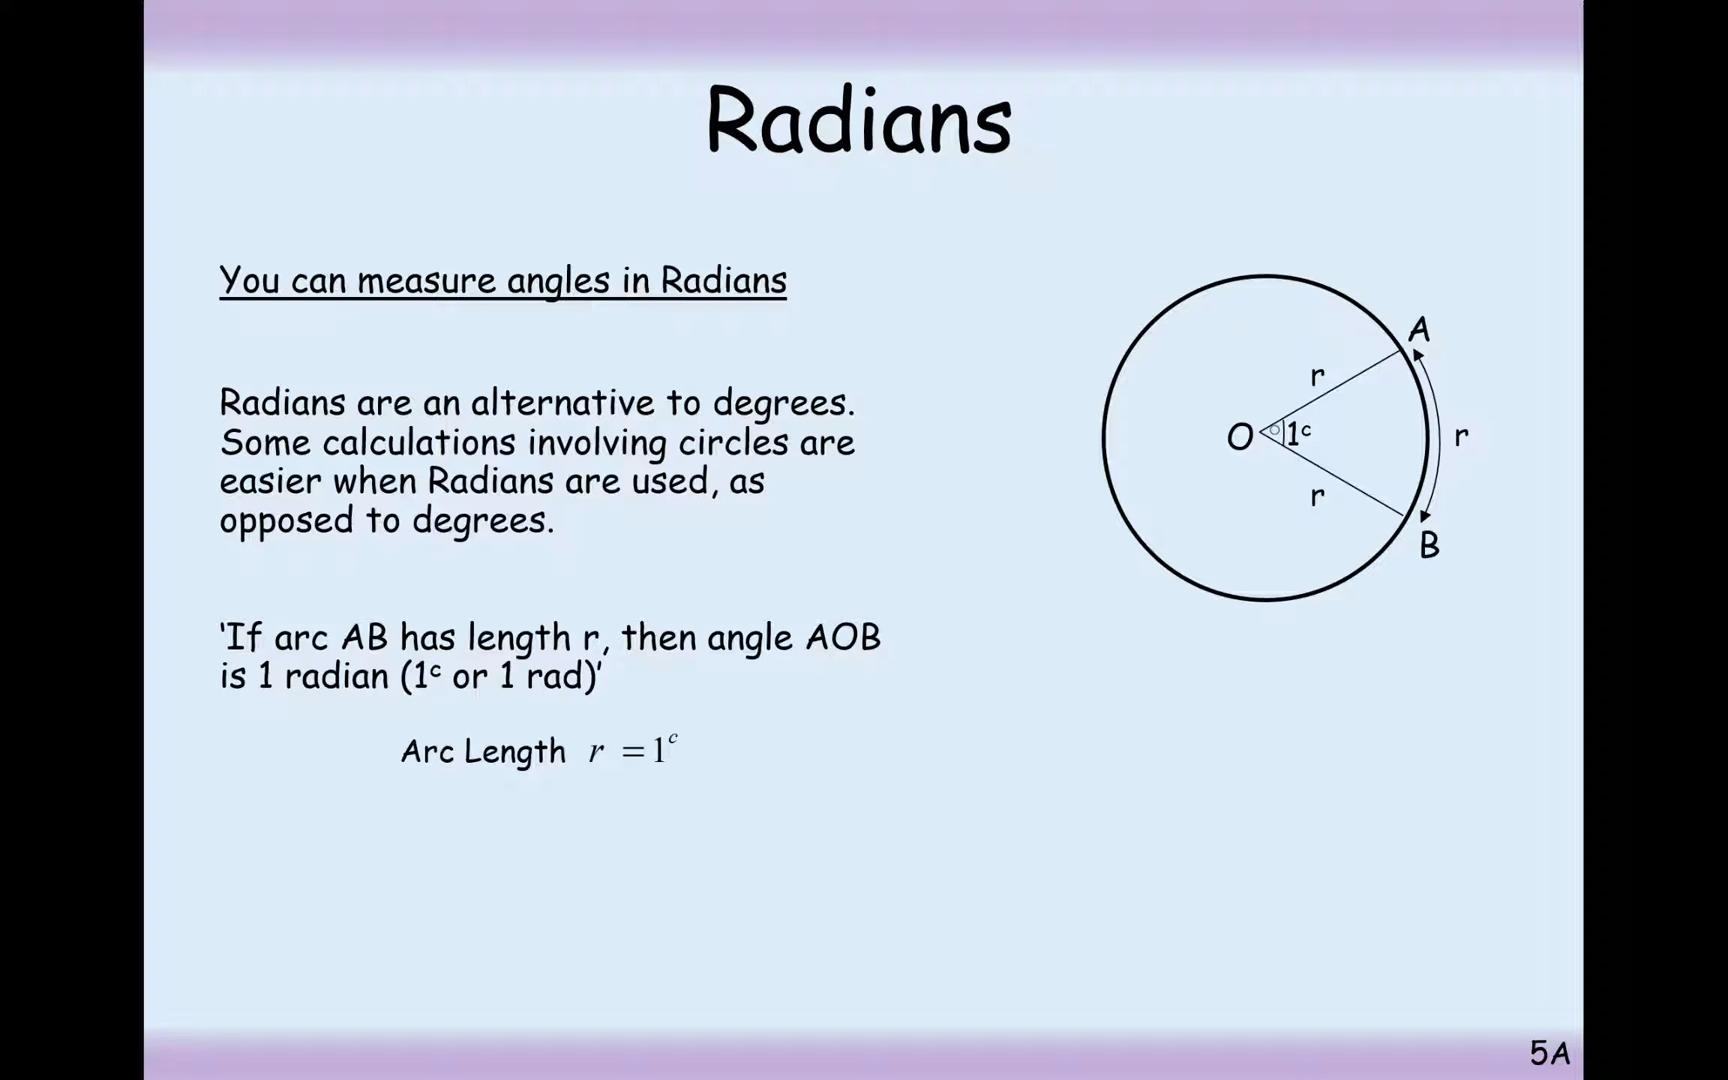 Radians
You can measure angles in Radians
Radians are an alternative to degrees.
Some calculations involving circles are
easier when Radians are used, as
opposed to degrees.
‘If arc AB has length r, then angle AOB
is 1 radian (1ᶜ or 1 rad)’
Arc Length r = 1ᶜ
A
r
O 1ᶜ r
r
B
5A